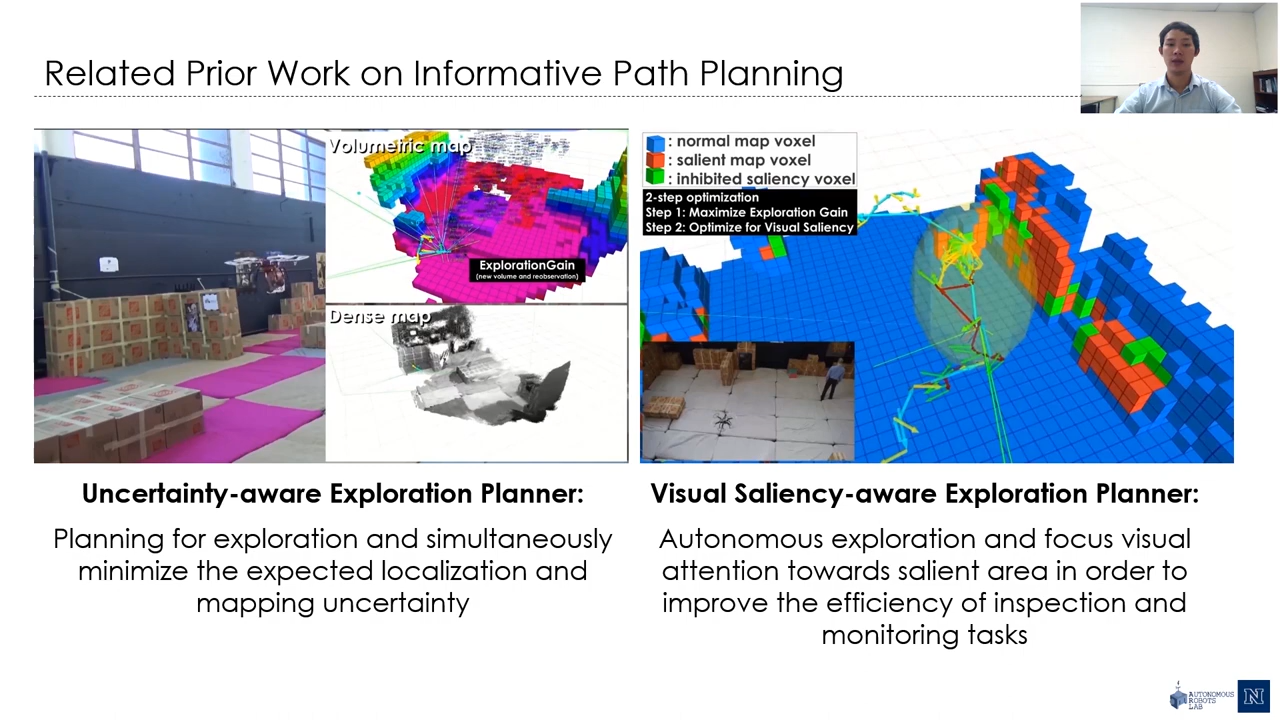 Related Prior Work on Informative Path Planning
Volumetric map
ExplorationGain
(new volume and reobservation)
Dense map
: normal map voxel
: salient map voxel
: inhibited saliency voxel
2-step optimization
Step 1: Maximize Exploration Gain
Step 2: Optimize for Visual Saliency
Uncertainty-aware Exploration Planner:
Planning for exploration and simultaneously
minimize the expected localization and
mapping uncertainty
Visual Saliency-aware Exploration Planner:
Autonomous exploration and focus visual
attention towards salient area in order to
improve the efficiency of inspection and
monitoring tasks
AUTONOMOUS
ROBOTS
LAB
N